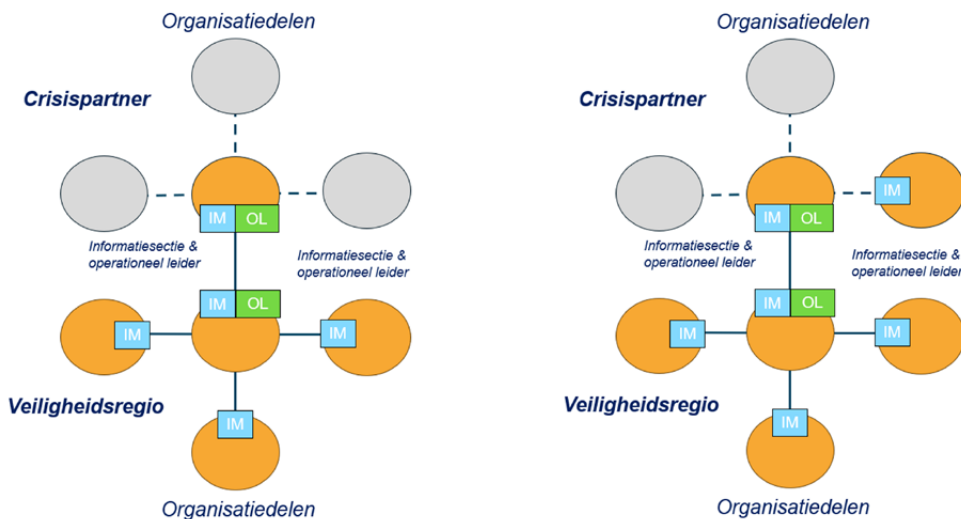 Organisatiedelen
Crisispartner
IM OL
Informatiesectie &
operationeel leider
Informatiesectie &
operationeel leider
IM OL
IM
IM
Veiligheidsregio
IM
Organisatiedelen
Organisatiedelen
Crisispartner
IM
IM OL
Informatiesectie &
operationeel leider
Informatiesectie &
operationeel leider
IM OL
IM
IM
Veiligheidsregio
IM
Organisatiedelen